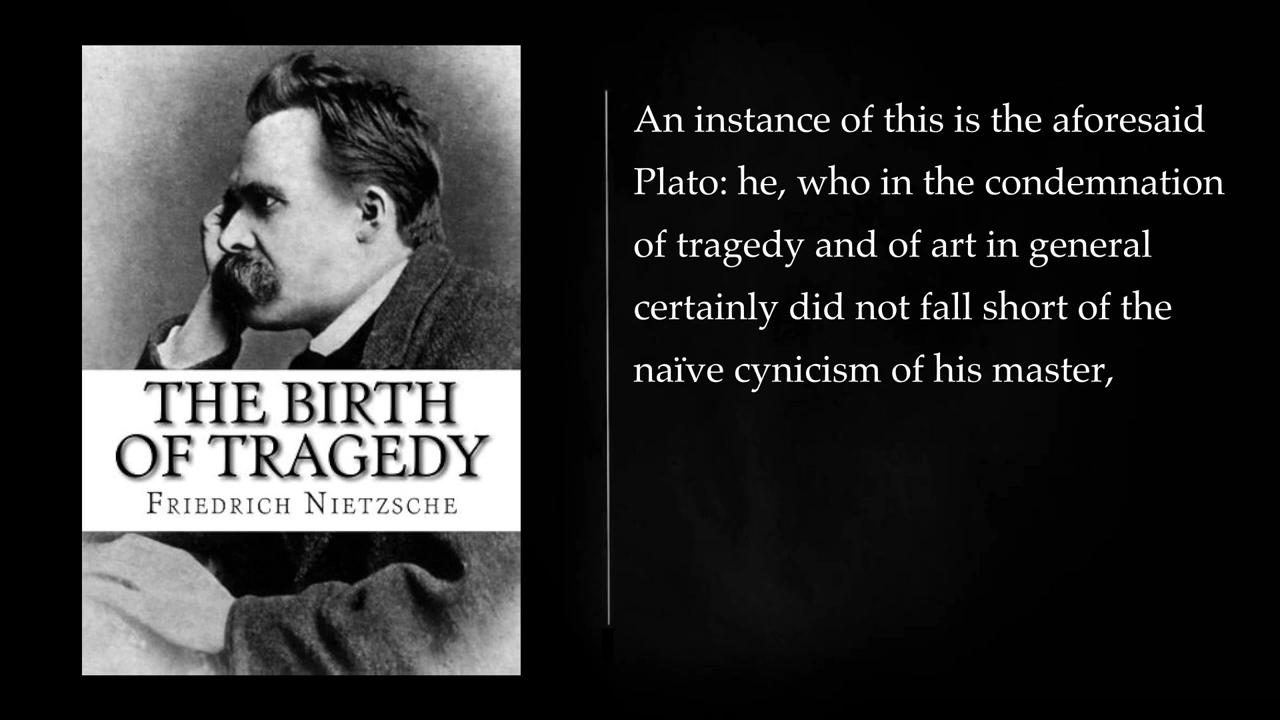 THE BIRTH
OF TRAGEDY
FRIEDRICH NIETZSCHE
An instance of this is the aforesaid
Plato: he, who in the condemnation
of tragedy and of art in general
certainly did not fall short of the
naïve cynicism of his master,